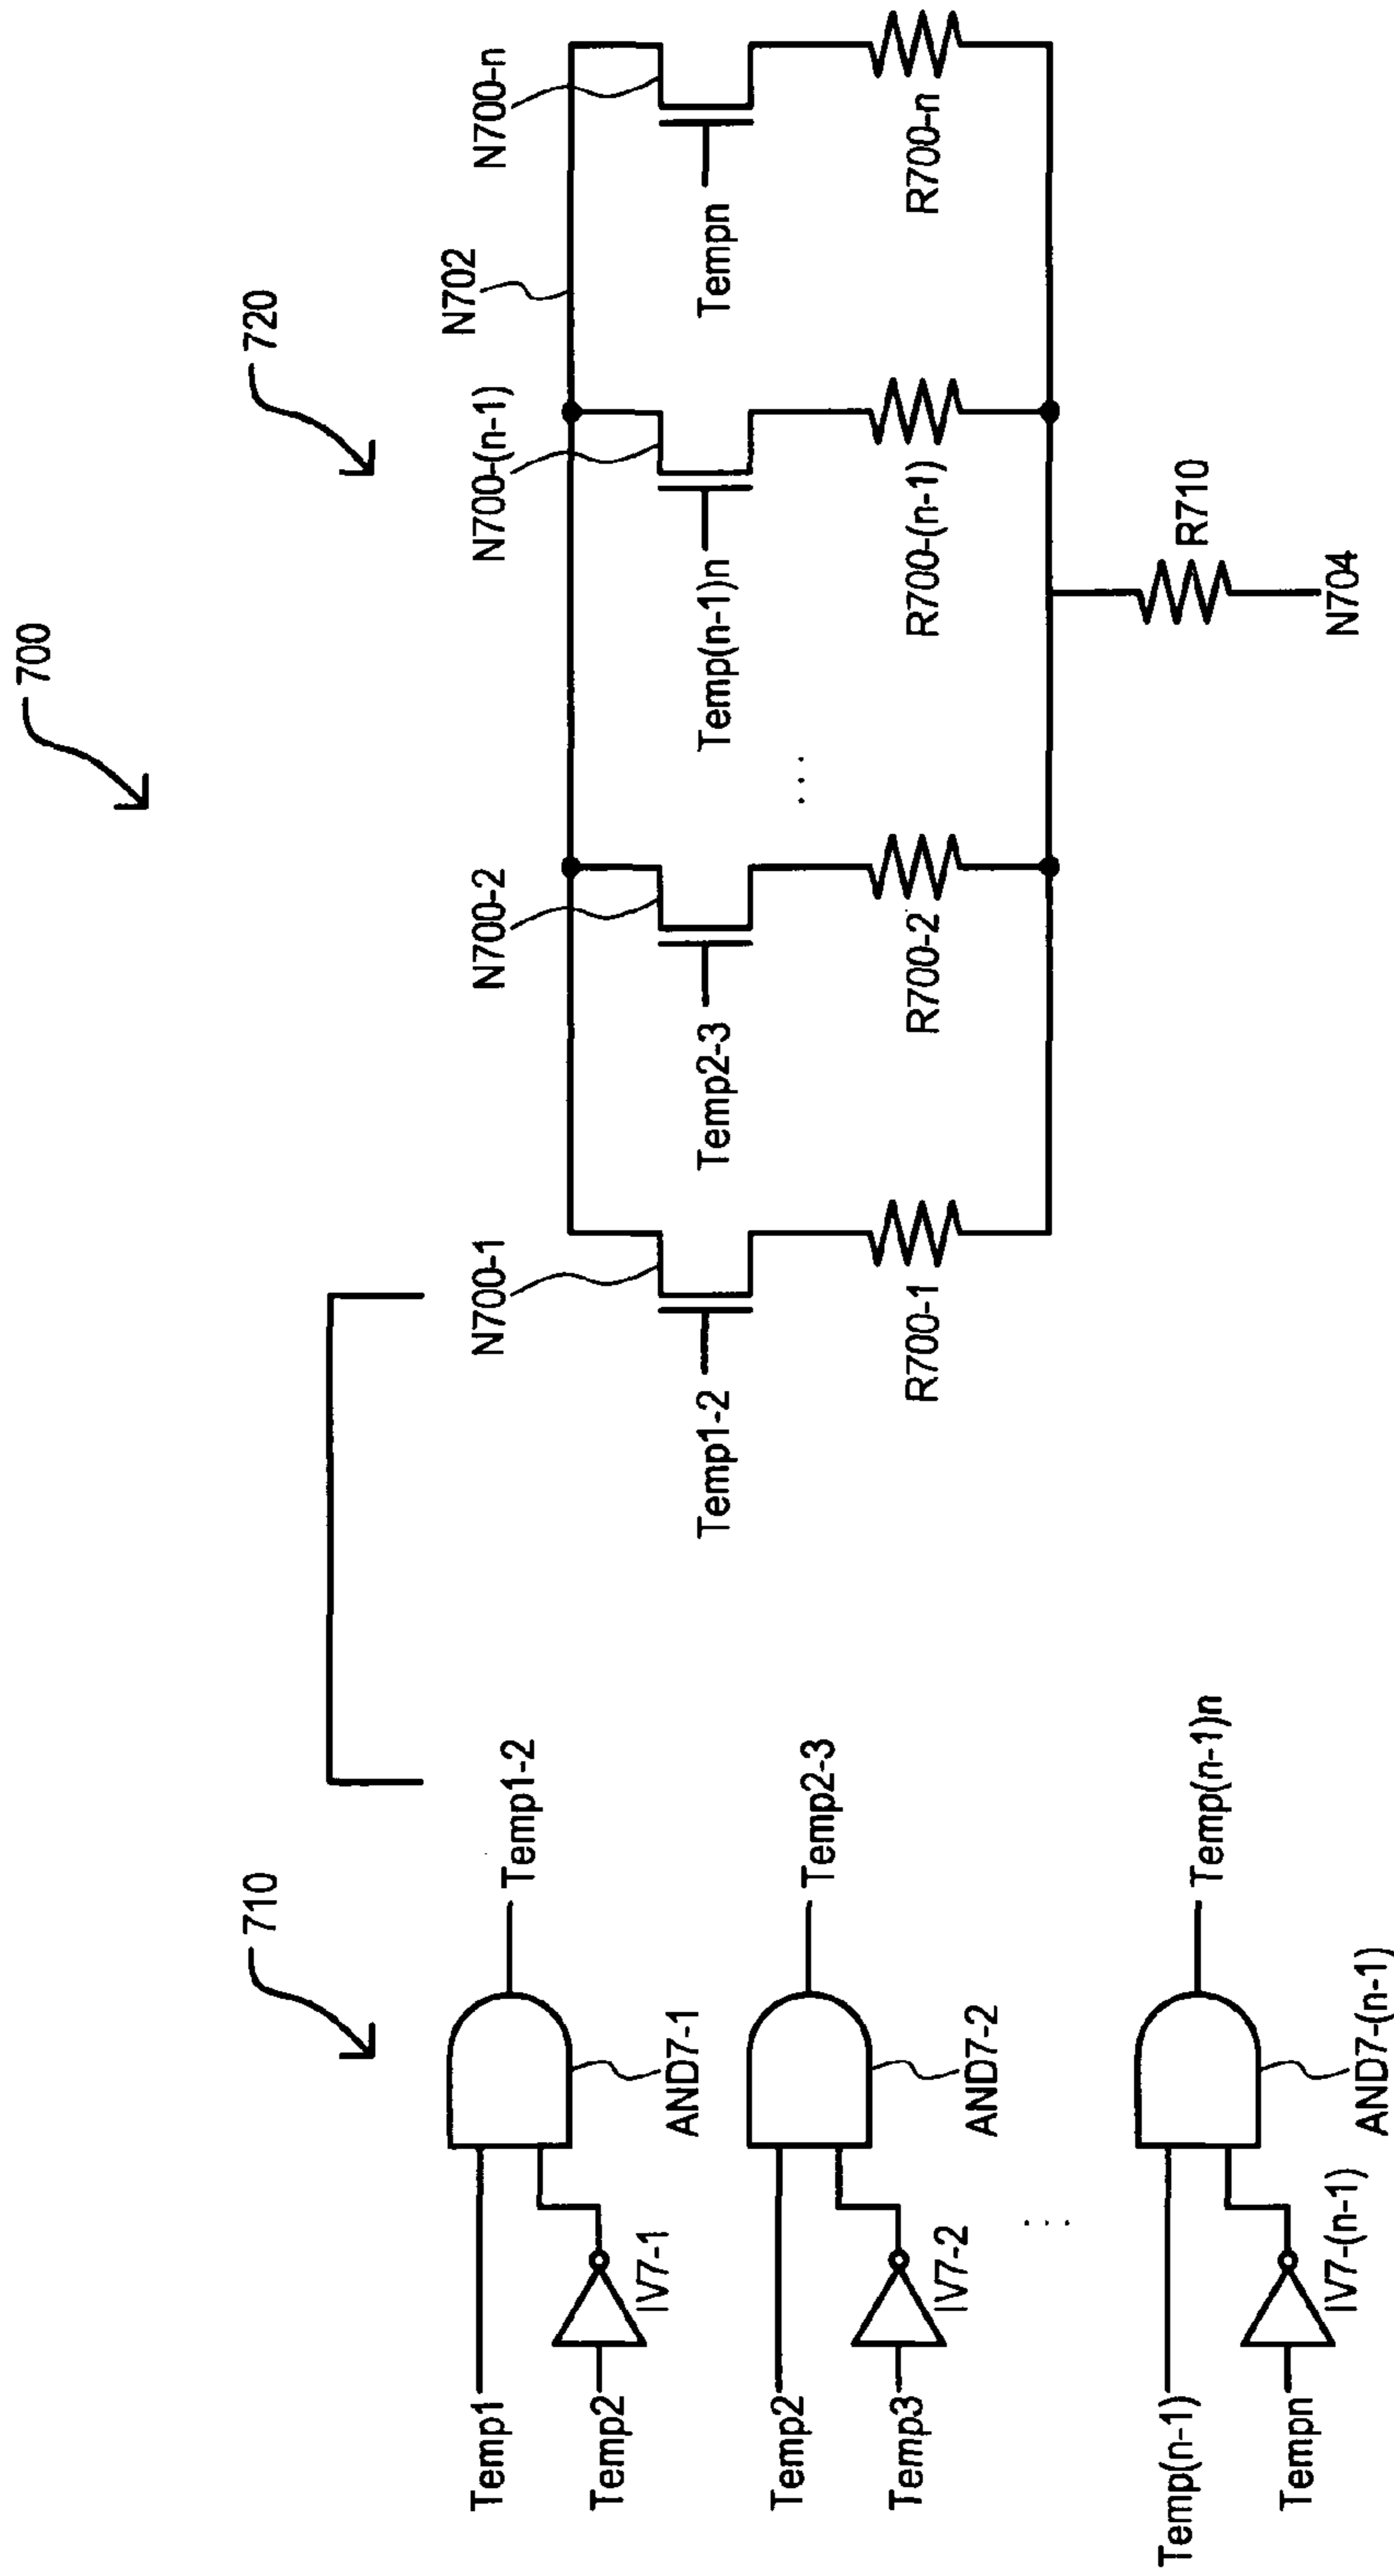 700
710
720
Temp1
Temp2
IV7-1
AND7-1
Temp1-2
Temp2
Temp3
IV7-2
AND7-2
Temp2-3
...
Temp(n-1)
Tempn
IV7-(n-1)
AND7-(n-1)
Temp(n-1)n
N702
N700-1
N700-2
N700-(n-1)
N700-n
Temp1-2
Temp2-3
Temp(n-1)n
Tempn
...
R700-1
R700-2
R700-(n-1)
R700-n
R710
N704